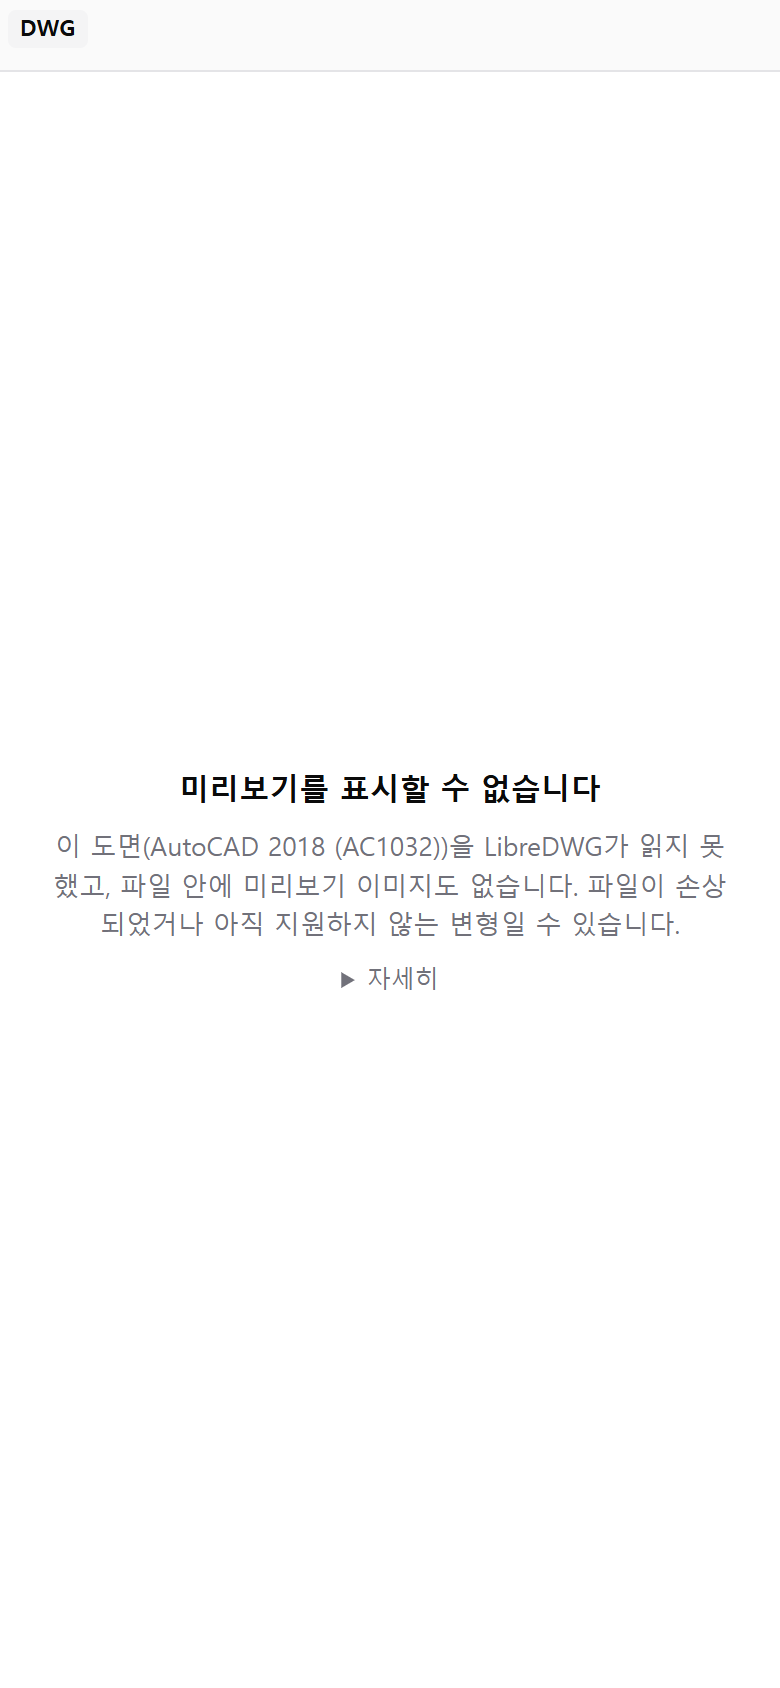 DWG
미리보기를 표시할 수 없습니다
이 도면(AutoCAD 2018 (AC1032))을 LibreDWG가 읽지 못
했고, 파일 안에 미리보기 이미지도 없습니다. 파일이 손상
되었거나 아직 지원하지 않는 변형일 수 있습니다.
▶ 자세히